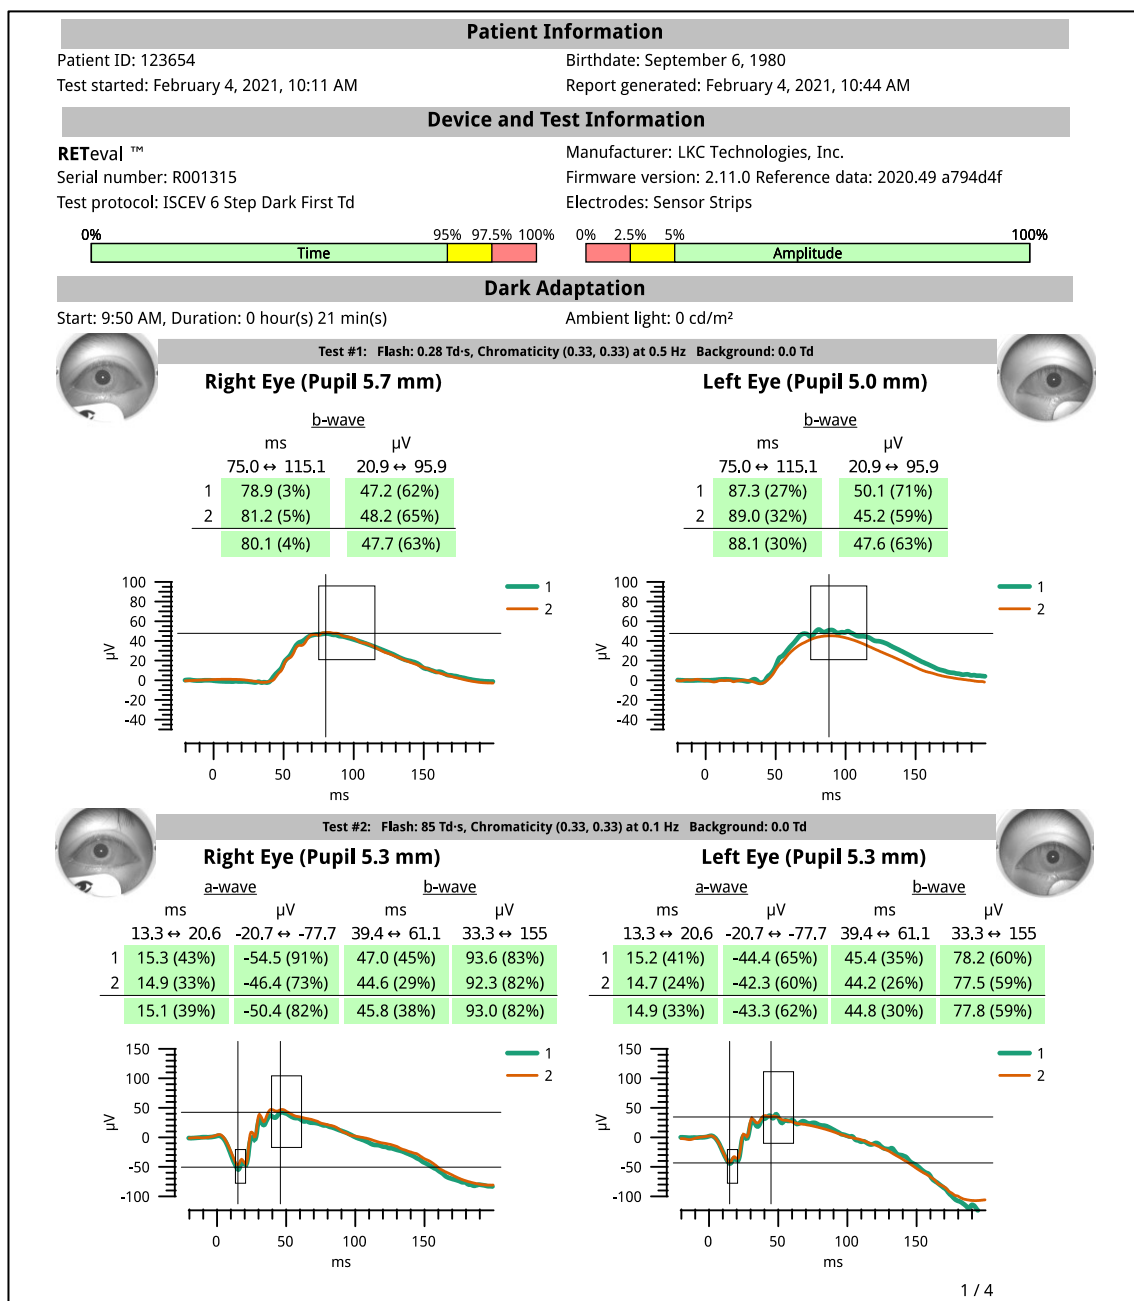 Patient Information
Patient ID: 123654 Birthdate: September 6, 1980
Test started: February 4, 2021, 10:11 AM Report generated: February 4, 2021, 10:44 AM
Device and Test Information
RETeval ™ Manufacturer: LKC Technologies, Inc.
Serial number: R001315 Firmware version: 2.11.0 Reference data: 2020.49 a794d4f
Test protocol: ISCEV 6 Step Dark First Td Electrodes: Sensor Strips
0% 95% 97.5% 100% 0% 2.5% 5% 100%
Time Amplitude
Dark Adaptation
Start: 9:50 AM, Duration: 0 hour(s) 21 min(s) Ambient light: 0 cd/m²
Test #1: Flash: 0.28 Td·s, Chromaticity (0.33, 0.33) at 0.5 Hz Background: 0.0 Td
Right Eye (Pupil 5.7 mm) Left Eye (Pupil 5.0 mm)
b-wave b-wave
ms µV ms µV
75.0 ↔ 115.1 20.9 ↔ 95.9 75.0 ↔ 115.1 20.9 ↔ 95.9
1 78.9 (3%) 47.2 (62%) 1 87.3 (27%) 50.1 (71%)
2 81.2 (5%) 48.2 (65%) 2 89.0 (32%) 45.2 (59%)
80.1 (4%) 47.7 (63%) 88.1 (30%) 47.6 (63%)
100 1 100 1
80 2 80 2
60 60
40 40
µV 20 µV 20
0 0
-20 -20
-40 -40
0 50 100 150 0 50 100 150
ms ms
Test #2: Flash: 85 Td·s, Chromaticity (0.33, 0.33) at 0.1 Hz Background: 0.0 Td
Right Eye (Pupil 5.3 mm) Left Eye (Pupil 5.3 mm)
a-wave b-wave a-wave b-wave
ms µV ms µV ms µV ms µV
13.3 ↔ 20.6 -20.7 ↔ -77.7 39.4 ↔ 61.1 33.3 ↔ 155 13.3 ↔ 20.6 -20.7 ↔ -77.7 39.4 ↔ 61.1 33.3 ↔ 155
1 15.3 (43%) -54.5 (91%) 47.0 (45%) 93.6 (83%) 1 15.2 (41%) -44.4 (65%) 45.4 (35%) 78.2 (60%)
2 14.9 (33%) -46.4 (73%) 44.6 (29%) 92.3 (82%) 2 14.7 (24%) -42.3 (60%) 44.2 (26%) 77.5 (59%)
15.1 (39%) -50.4 (82%) 45.8 (38%) 93.0 (82%) 14.9 (33%) -43.3 (62%) 44.8 (30%) 77.8 (59%)
150 1 150 1
100 2 100 2
µV 50 µV 50
0 0
-50 -50
-100 -100
0 50 100 150 0 50 100 150
ms ms
1 / 4